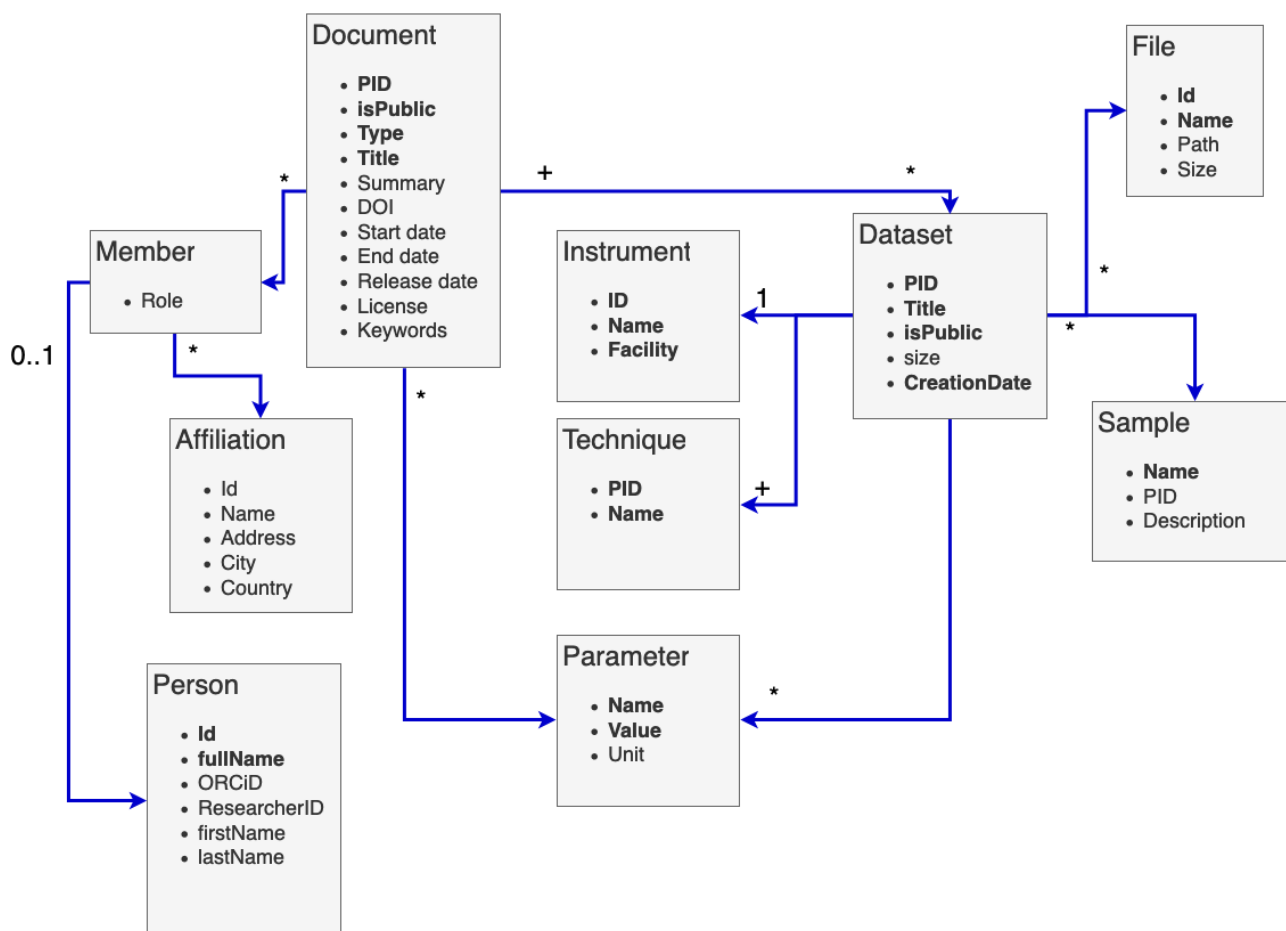 Document
• PID
• isPublic
• Type
• Title
• Summary
• DOI
• Start date
• End date
• Release date
• License
• Keywords
*
+
*
*
Member
• Role
0..1
*
Affiliation
• Id
• Name
• Address
• City
• Country
Person
• Id
• fullName
• ORCiD
• ResearcherID
• firstName
• lastName
Instrument
• ID
• Name
• Facility
1
Technique
• PID
• Name
+
Parameter
• Name
• Value
• Unit
*
Dataset
• PID
• Title
• isPublic
• size
• CreationDate
*
*
File
• Id
• Name
• Path
• Size
Sample
• Name
• PID
• Description